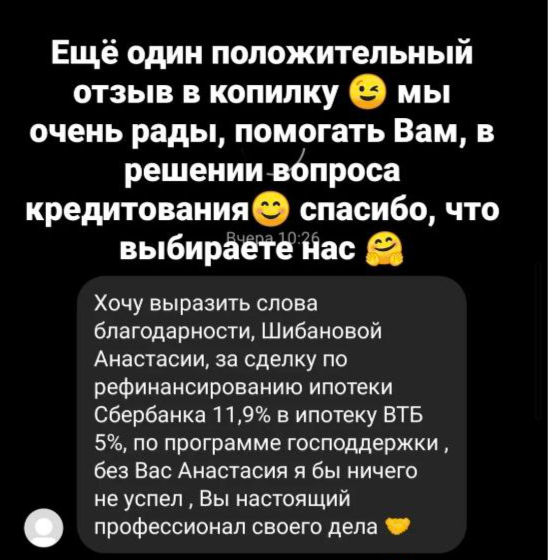 Ещё один положительный
отзыв в копилку 😉 мы
очень рады, помогать Вам, в
решении вопроса
кредитования😊 спасибо, что
Вчера 10:26
выбираете нас 🤗
Хочу выразить слова
благодарности, Шибановой
Анастасии, за сделку по
рефинансированию ипотеки
Сбербанка 11,9% в ипотеку ВТБ
5%, по программе господдержки ,
без Вас Анастасия я бы ничего
не успел , Вы настоящий
профессионал своего дела 🤝